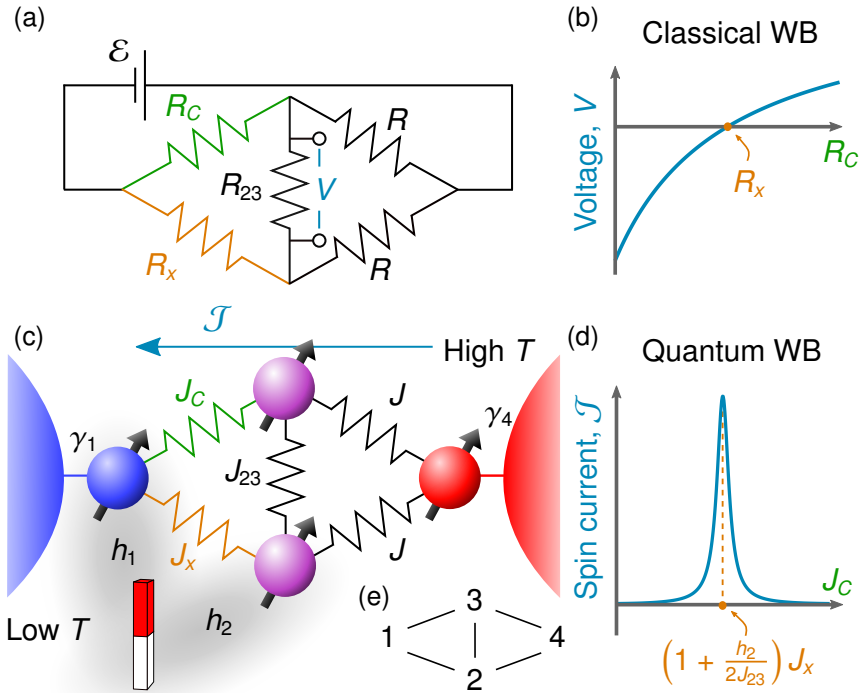 (a)
ℰ
R_C
R
R_23
V
R_x
R
(b)
Classical WB
Voltage, V
R_C
R_x
(c)
𝒥
High T
J_C
J
γ_1
γ_4
J_23
J_x
J
h_1
h_2
Low T
(d)
Quantum WB
Spin current, 𝒥
J_C
(1 + h_2/2J_23) J_x
(e)
3
1 4
2